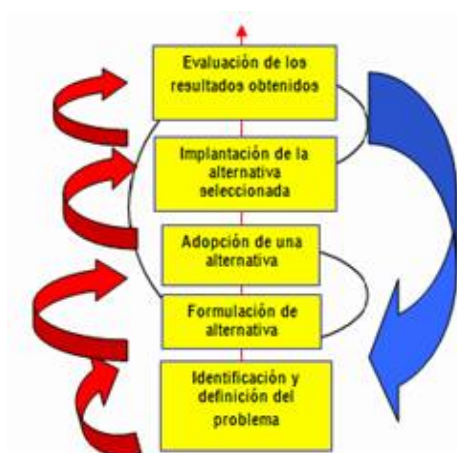 Evaluación de los
resultados obtenidos
Implantación de la
alternativa
seleccionada
Adopción de una
alternativa
Formulación de
alternativa
Identificación y
definición del
problema